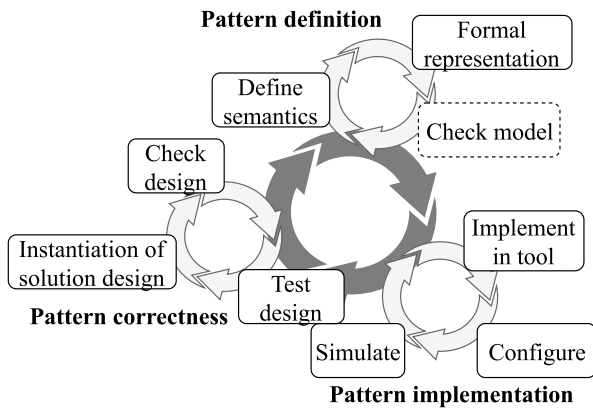 Pattern definition
Formal
representation
Define
semantics
Check model
Check
design
Implement
in tool
Instantiation of
solution design
Test
design
Pattern correctness
Simulate
Configure
Pattern implementation